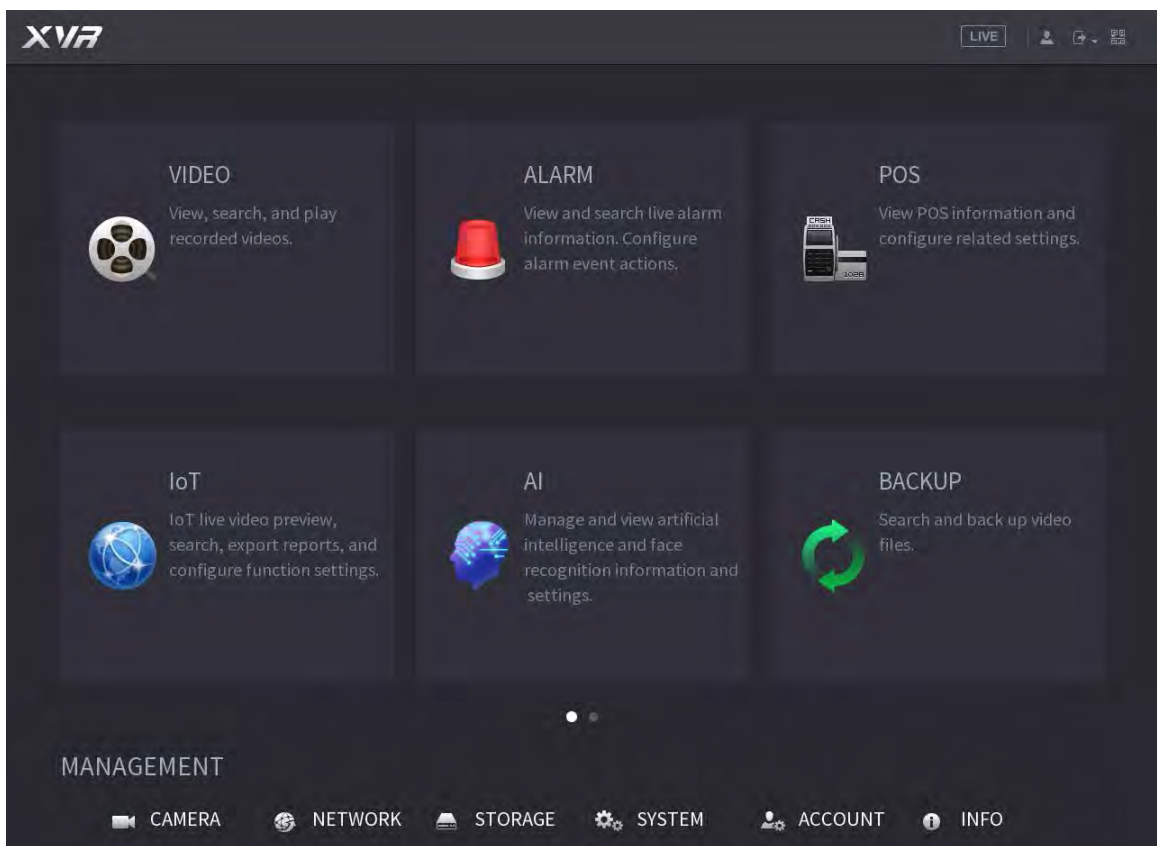 XVR
LIVE
VIDEO
View, search, and play
recorded videos.
ALARM
View and search live alarm
information. Configure
alarm event actions.
CASH
POS
View POS information and
configure related settings.
1028
IoT
IoT live video preview,
search, export reports, and
configure function settings.
AI
Manage and view artificial
intelligence and face
recognition information and
settings.
BACKUP
Search and back up video
files.
MANAGEMENT
CAMERA NETWORK STORAGE SYSTEM ACCOUNT INFO